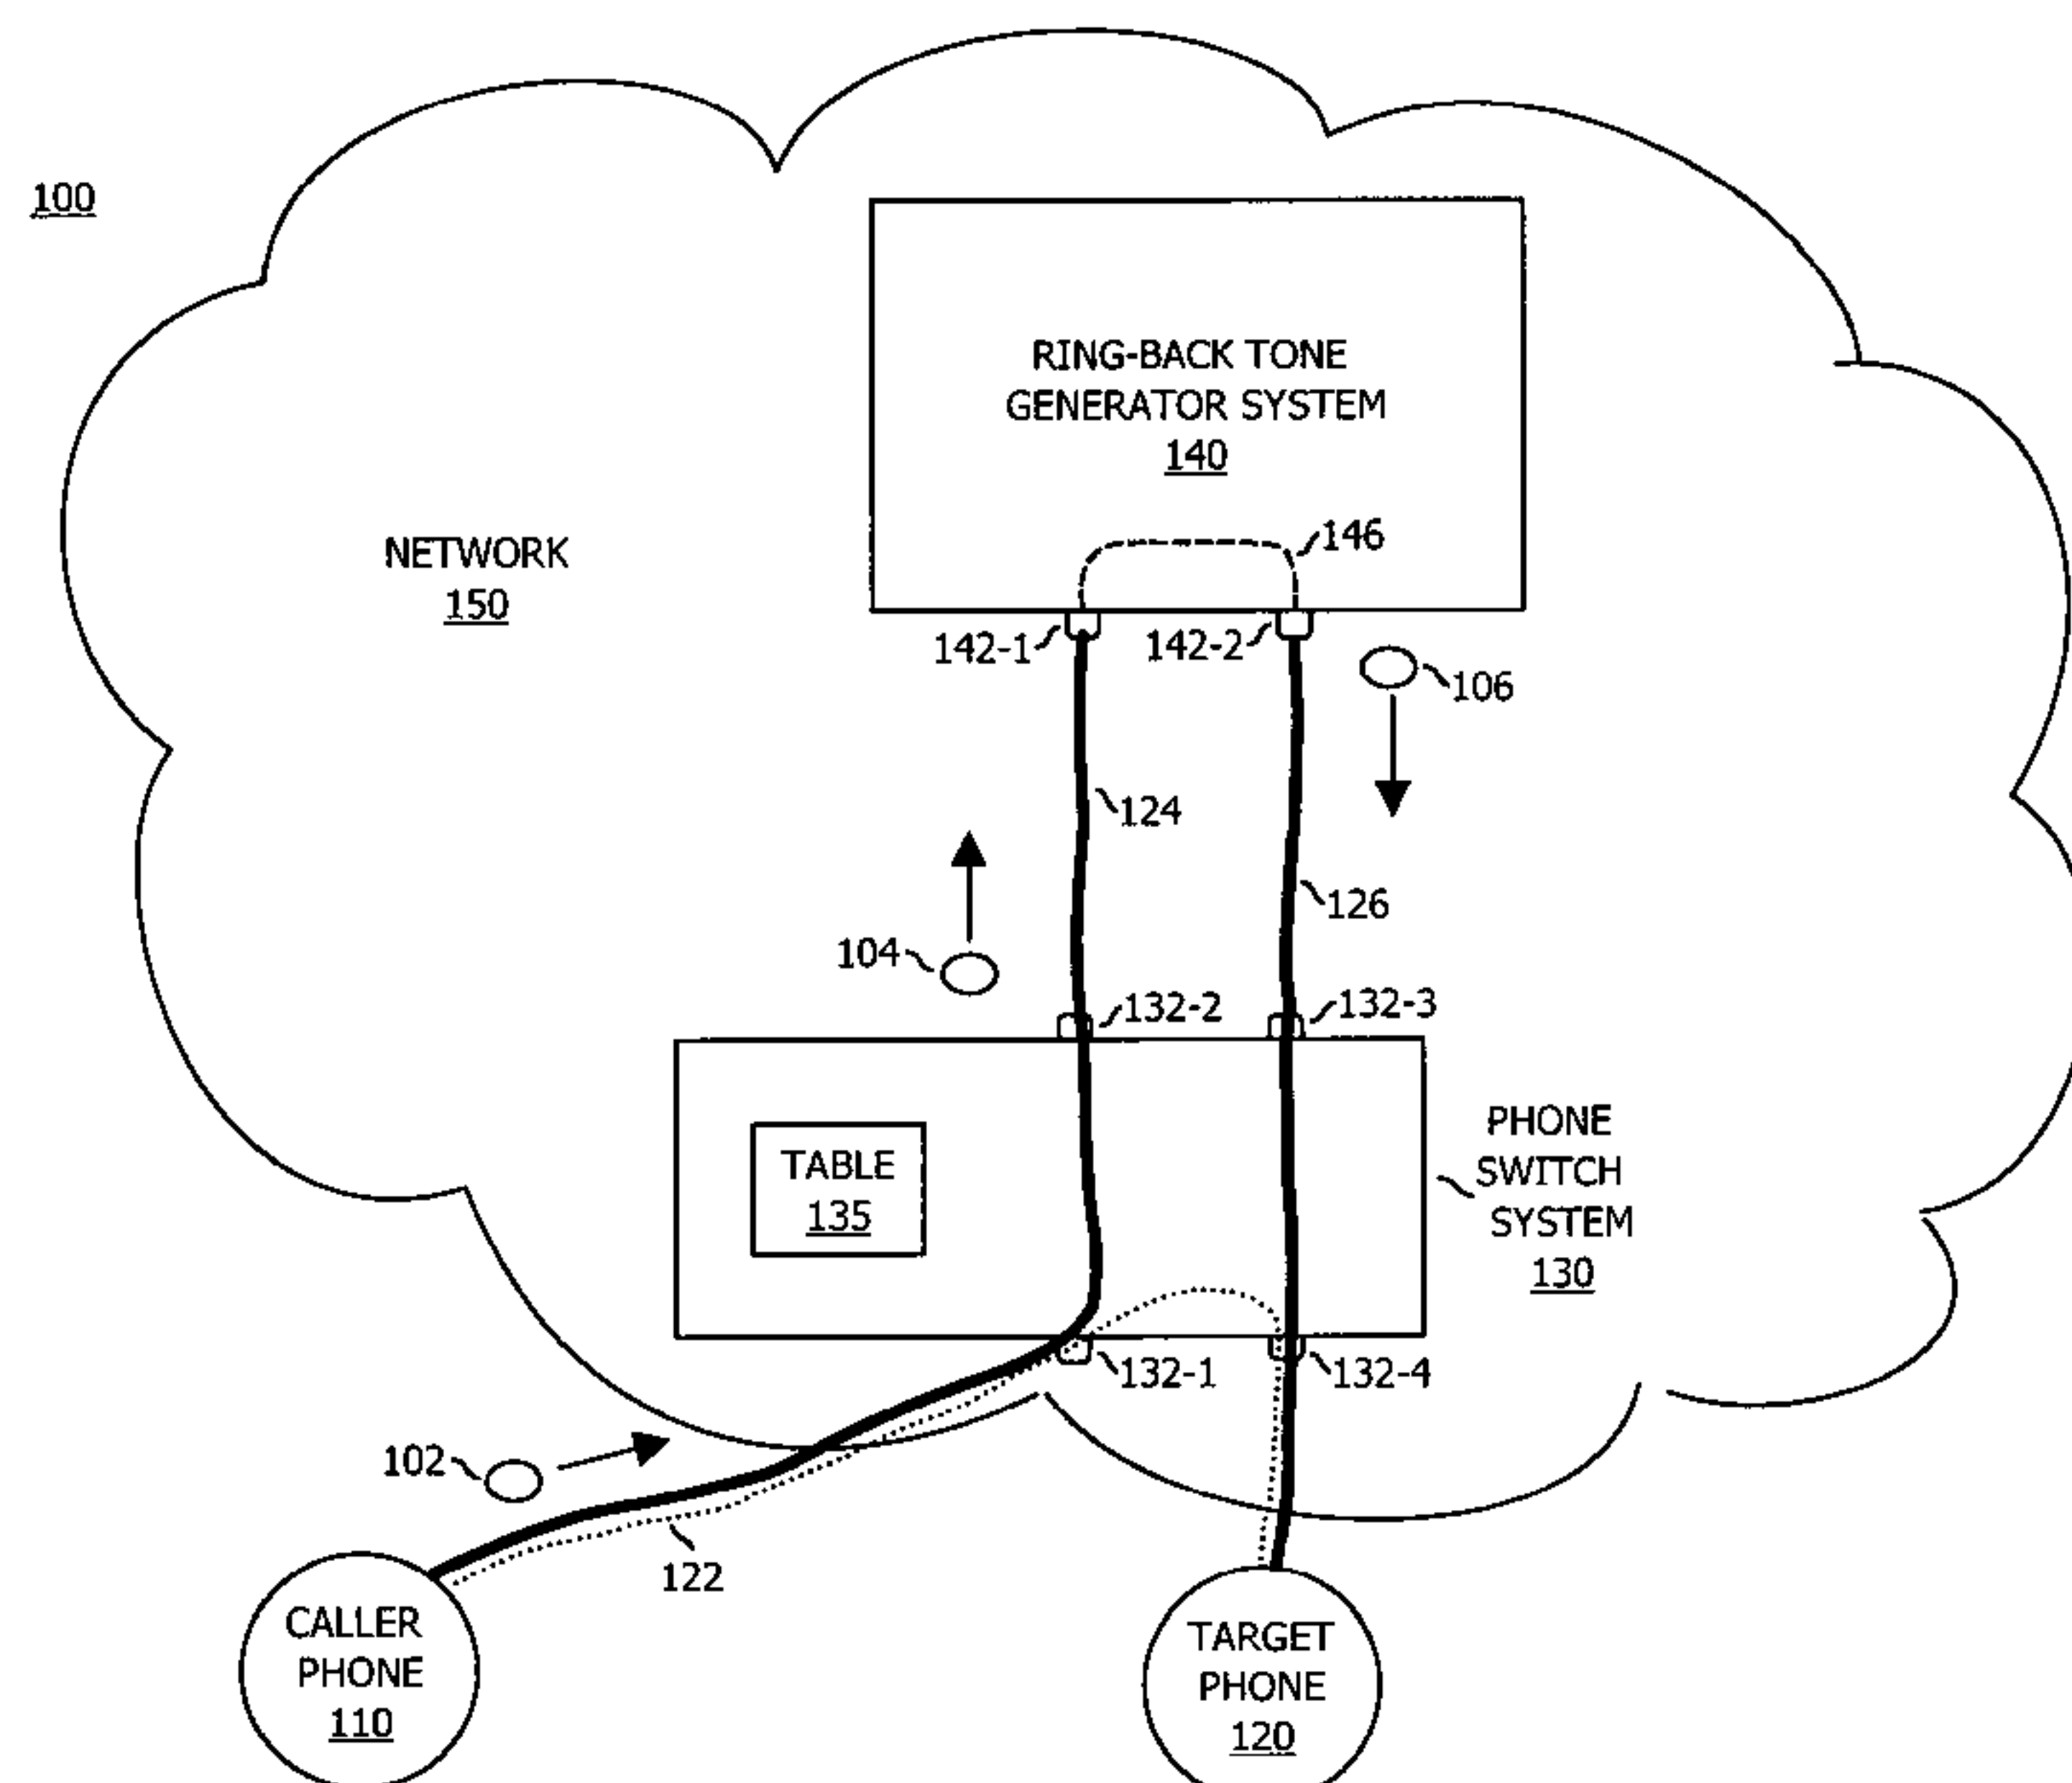 100
RING-BACK TONE
GENERATOR SYSTEM
140
NETWORK
150
146
142-1
142-2
106
124
126
104
132-2
132-3
TABLE
135
PHONE
SWITCH
SYSTEM
130
132-1
132-4
102
122
CALLER
PHONE
110
TARGET
PHONE
120